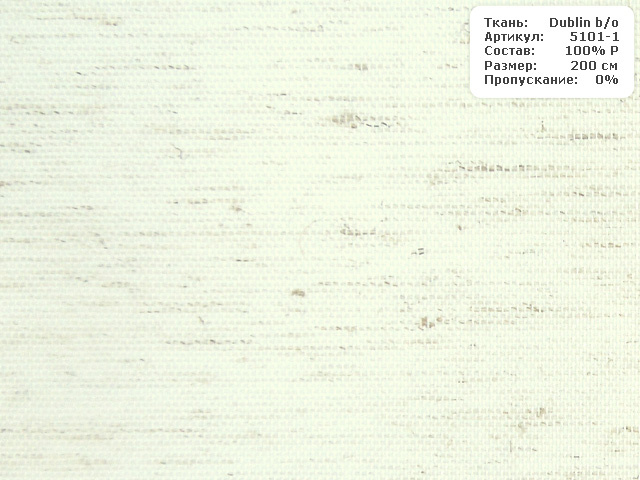 Ткань: Dublin b/o
Артикул: 5101-1
Состав: 100% P
Размер: 200 см
Пропускание: 0%